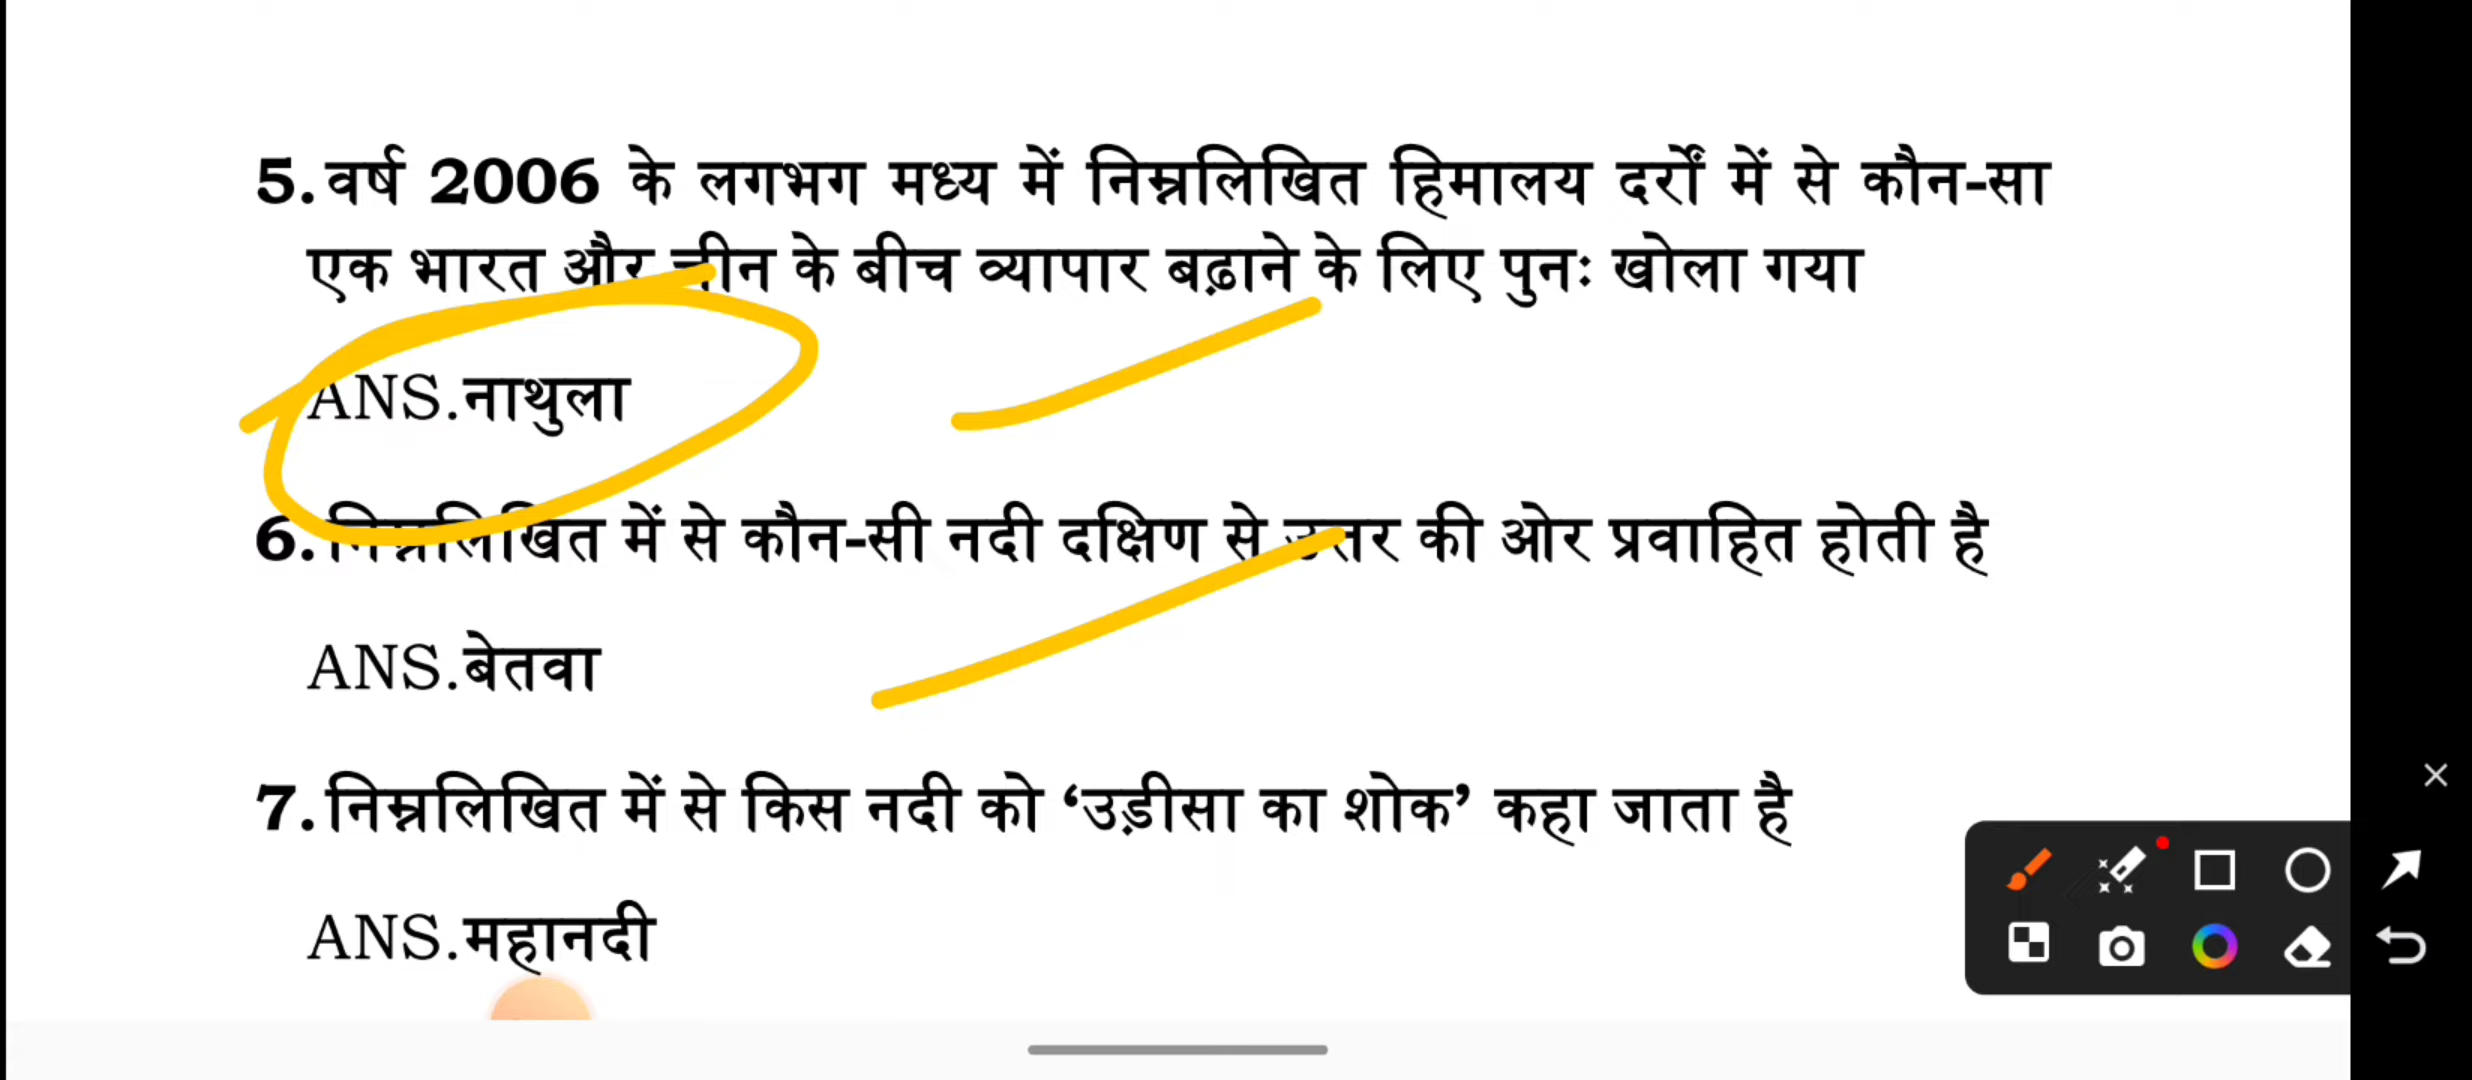 5. वर्ष 2006 के लगभग मध्य में निम्नलिखित हिमालय दर्रों में से कौन-सा
एक भारत और चीन के बीच व्यापार बढ़ाने के लिए पुनः खोला गया
ANS.नाथुला
6. निम्नलिखित में से कौन-सी नदी दक्षिण से उत्तर की ओर प्रवाहित होती है
ANS.बेतवा
7. निम्नलिखित में से किस नदी को ‘उड़ीसा का शोक’ कहा जाता है
ANS.महानदी